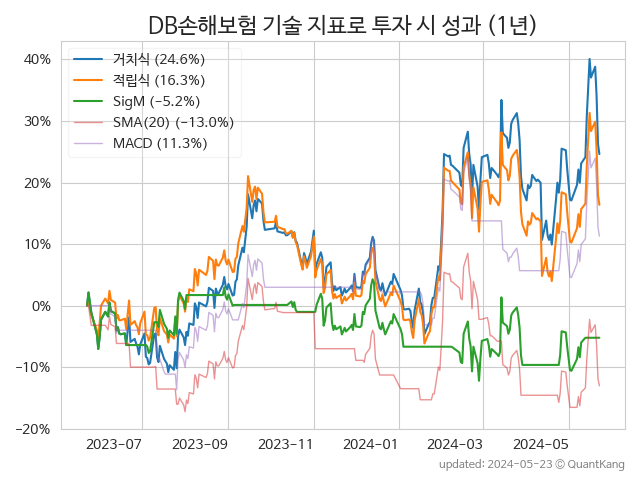 DB손해보험 기술 지표로 투자 시 성과 (1년)
거치식 (24.6%)
적립식 (16.3%)
SigM (−5.2%)
SMA(20) (−13.0%)
MACD (11.3%)
40%
30%
20%
10%
0%
−10%
−20%
2023-07 2023-09 2023-11 2024-01 2024-03 2024-05
updated: 2024-05-23 © QuantKang